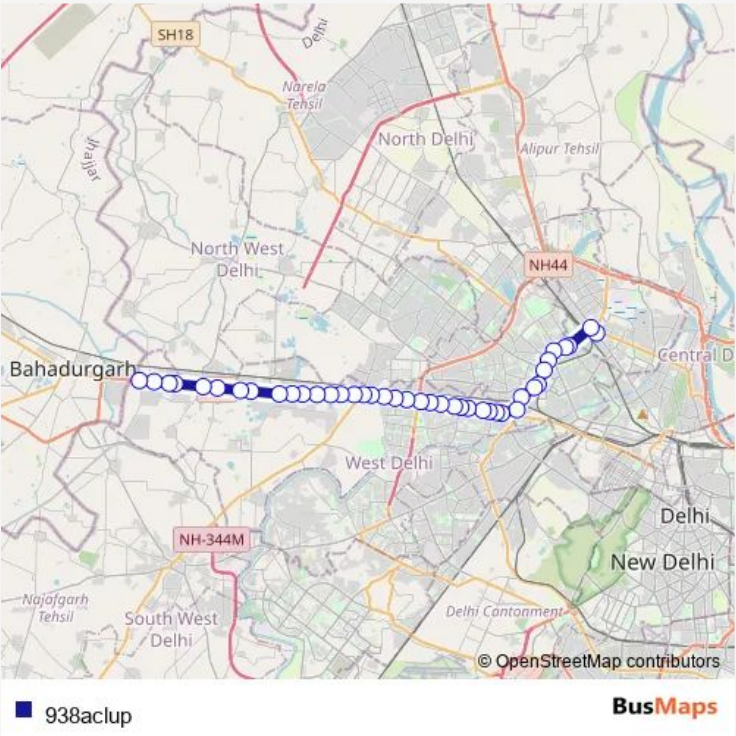 SH18
Delhi
Narela
Tehsil
North Delhi
Alipur Tehsil
Jhajjar
North West
Delhi
NH44
Central D
Bahadurgarh
West Delhi
Delhi
NH-344M
New Delhi
Najafgarh
Tehsil
South West
Delhi
Delhi Cantonment
© OpenStreetMap contributors
938aclup
BusMaps